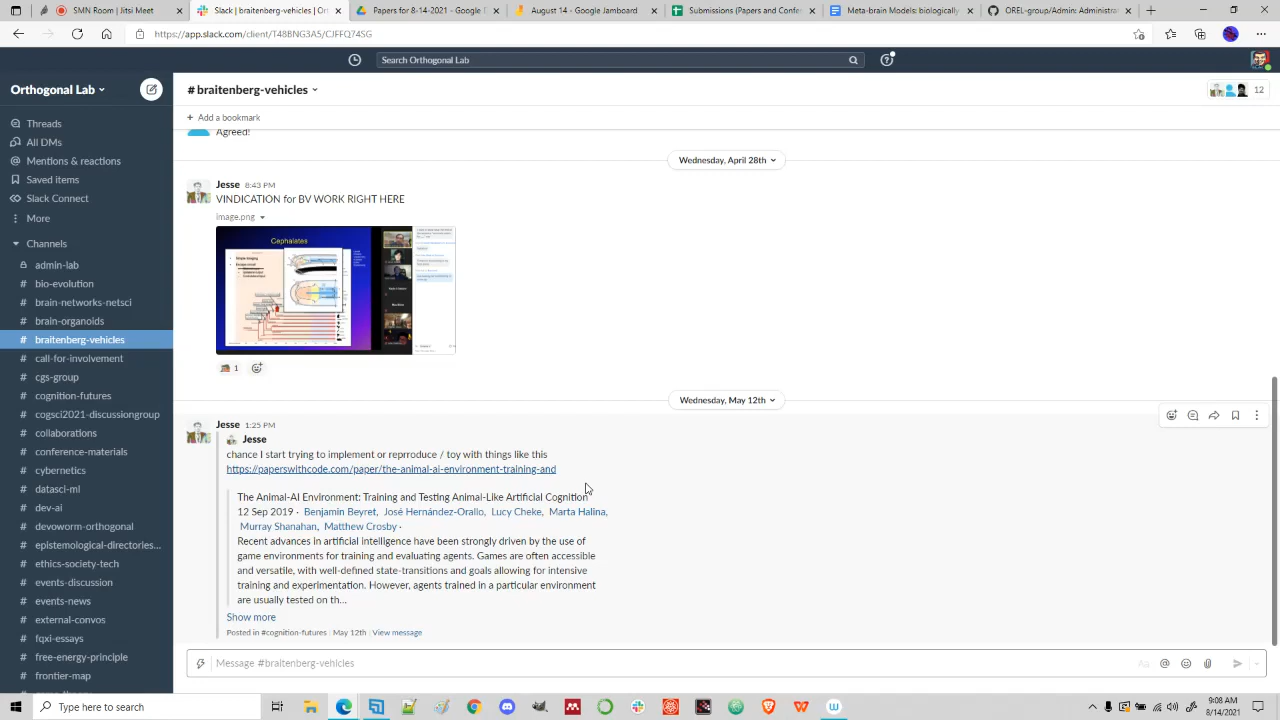 SMN Room | Jitsi Meet
Slack | braitenberg-vehicles | Ort
Papers for 8-14-2021 - Google D
August 14 - Google Jamboard
Submissions (Papers and Confe
Meta-brain Models biologically
OREL-group/Admin Administra
https://app.slack.com/client/T48BNG3A5/CJFFQ74SG
Search Orthogonal Lab
Orthogonal Lab
# braitenberg-vehicles
12
+ Add a bookmark
Threads
All DMs
Mentions & reactions
Saved items
Slack Connect
More
Channels
admin-lab
# bio-evolution
# brain-networks-netsci
# brain-organoids
# braitenberg-vehicles
# call-for-involvement
# cgs-group
# cognition-futures
# cogsci2021-discussiongroup
# collaborations
# conference-materials
# cybernetics
# datasci-ml
# dev-ai
# devoworm-orthogonal
# epistemological-directories...
# ethics-society-tech
# events-discussion
# events-news
# external-convos
# fqxi-essays
# free-energy-principle
# frontier-map
Agreed!
Wednesday, April 28th
Jesse 8:43 PM
VINDICATION for BV WORK RIGHT HERE
image.png
Cephalates
1
Wednesday, May 12th
Jesse 1:25 PM
Jesse
chance I start trying to implement or reprroduce / toy with things like this
https://paperswithcode.com/paper/the-animal-ai-environment-training-and
The Animal-AI Environment: Training and Testing Animal-Like Artificial Cognition
12 Sep 2019 · Benjamin Beyret, José Hernández-Orallo, Lucy Cheke, Marta Halina,
Murray Shanahan, Matthew Crosby ·
Recent advances in artificial intelligence have been strongly driven by the use of
game environments for training and evaluating agents. Games are often accessible
and versatile, with well-defined state-transitions and goals allowing for intensive
training and experimentation. However, agents trained in a particular environment
are usually tested on th...
Show more
Posted in #cognition-futures | May 12th | View message
Message #braitenberg-vehicles
Aa
Type here to search
9:08 AM
8/14/2021